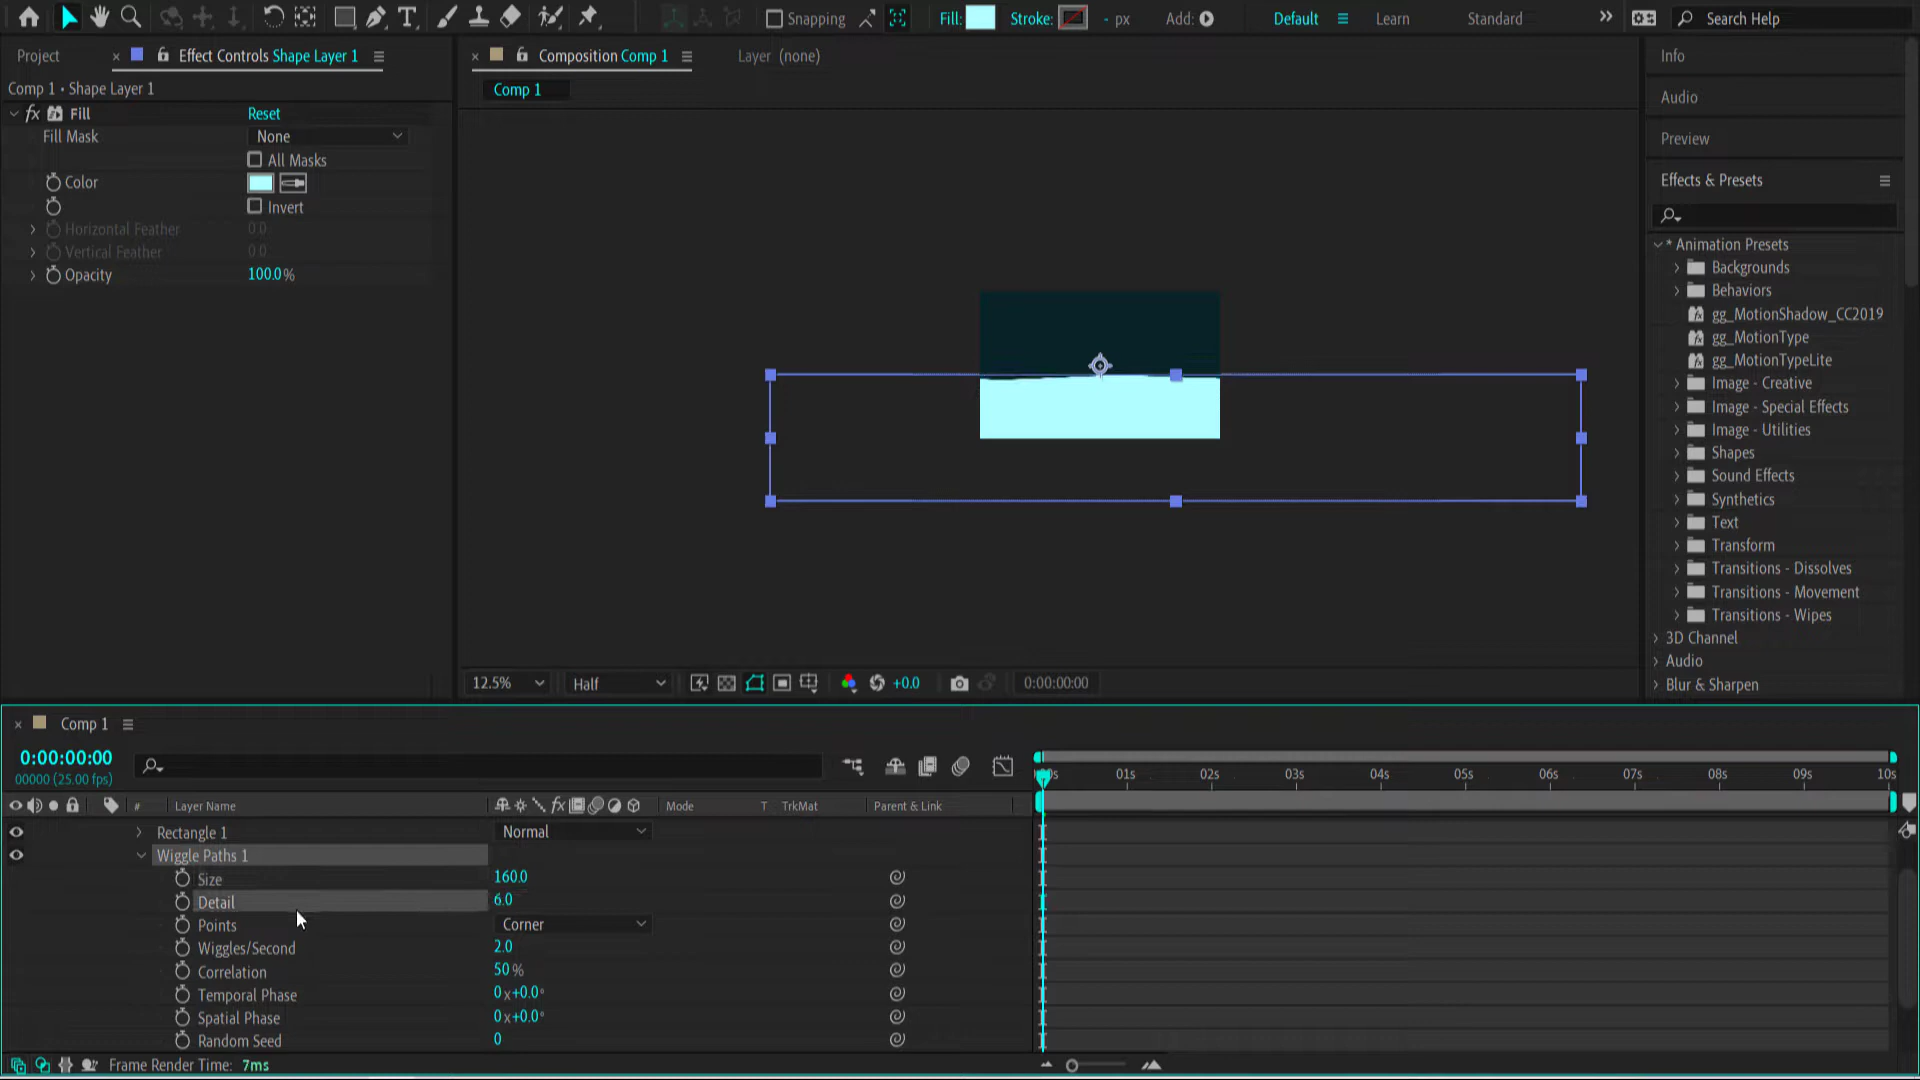 Snapping
Fill:
Stroke:
- px
Add:
Default
Learn
Standard
Search Help
Project
Effect Controls Shape Layer 1
Composition Comp 1
Layer (none)
Info
Comp 1 • Shape Layer 1
Comp 1
Audio
fx Fill
Reset
Fill Mask
None
Preview
All Masks
Color
Effects & Presets
Invert
Horizontal Feather
0.0
Vertical Feather
0.0
Opacity
100.0%
* Animation Presets
Backgrounds
Behaviors
gg_MotionShadow_CC2019
gg_MotionType
gg_MotionTypeLite
Image - Creative
Image - Special Effects
Image - Utilities
Shapes
Sound Effects
Synthetics
Text
Transform
Transitions - Dissolves
Transitions - Movement
Transitions - Wipes
3D Channel
Audio
Blur & Sharpen
12.5%
Half
+0.0
0:00:00:00
Comp 1
0:00:00:00
00000 (25.00 fps)
01s
02s
03s
04s
05s
06s
07s
08s
09s
10s
#
Layer Name
fx
Mode
T
TrkMat
Parent & Link
Rectangle 1
Normal
Wiggle Paths 1
Size
160.0
Detail
6.0
Points
Corner
Wiggles/Second
2.0
Correlation
50 %
Temporal Phase
0x+0.0°
Spatial Phase
0x+0.0°
Random Seed
0
Frame Render Time: 7ms